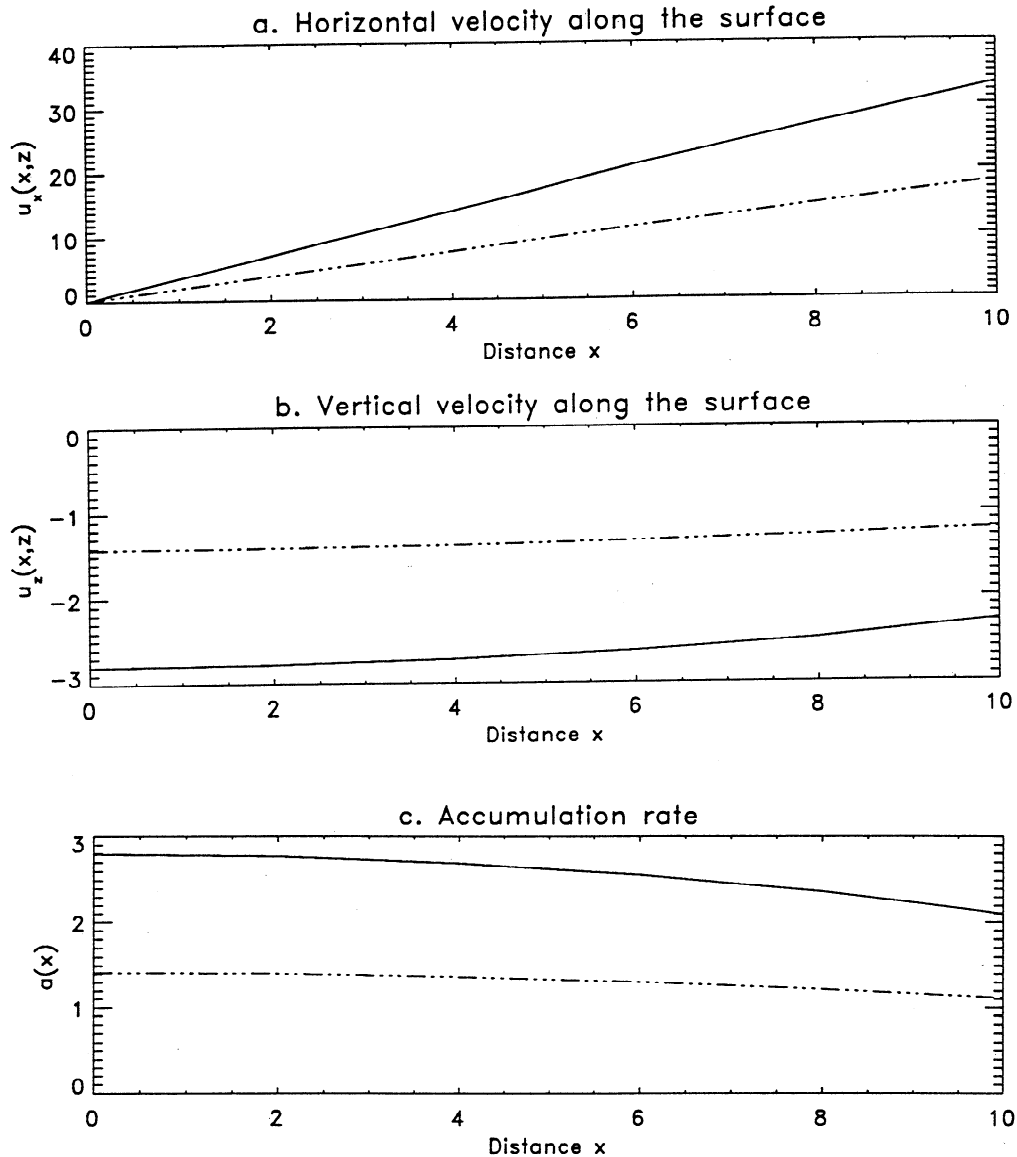 a. Horizontal velocity along the surface
40
30
20
10
0
u_x(x,z)
0 2 4 6 8 10
Distance x
b. Vertical velocity along the surface
0
−1
−2
−3
u_z(x,z)
0 2 4 6 8 10
Distance x
c. Accumulation rate
3
2
1
0
a(x)
0 2 4 6 8 10
Distance x